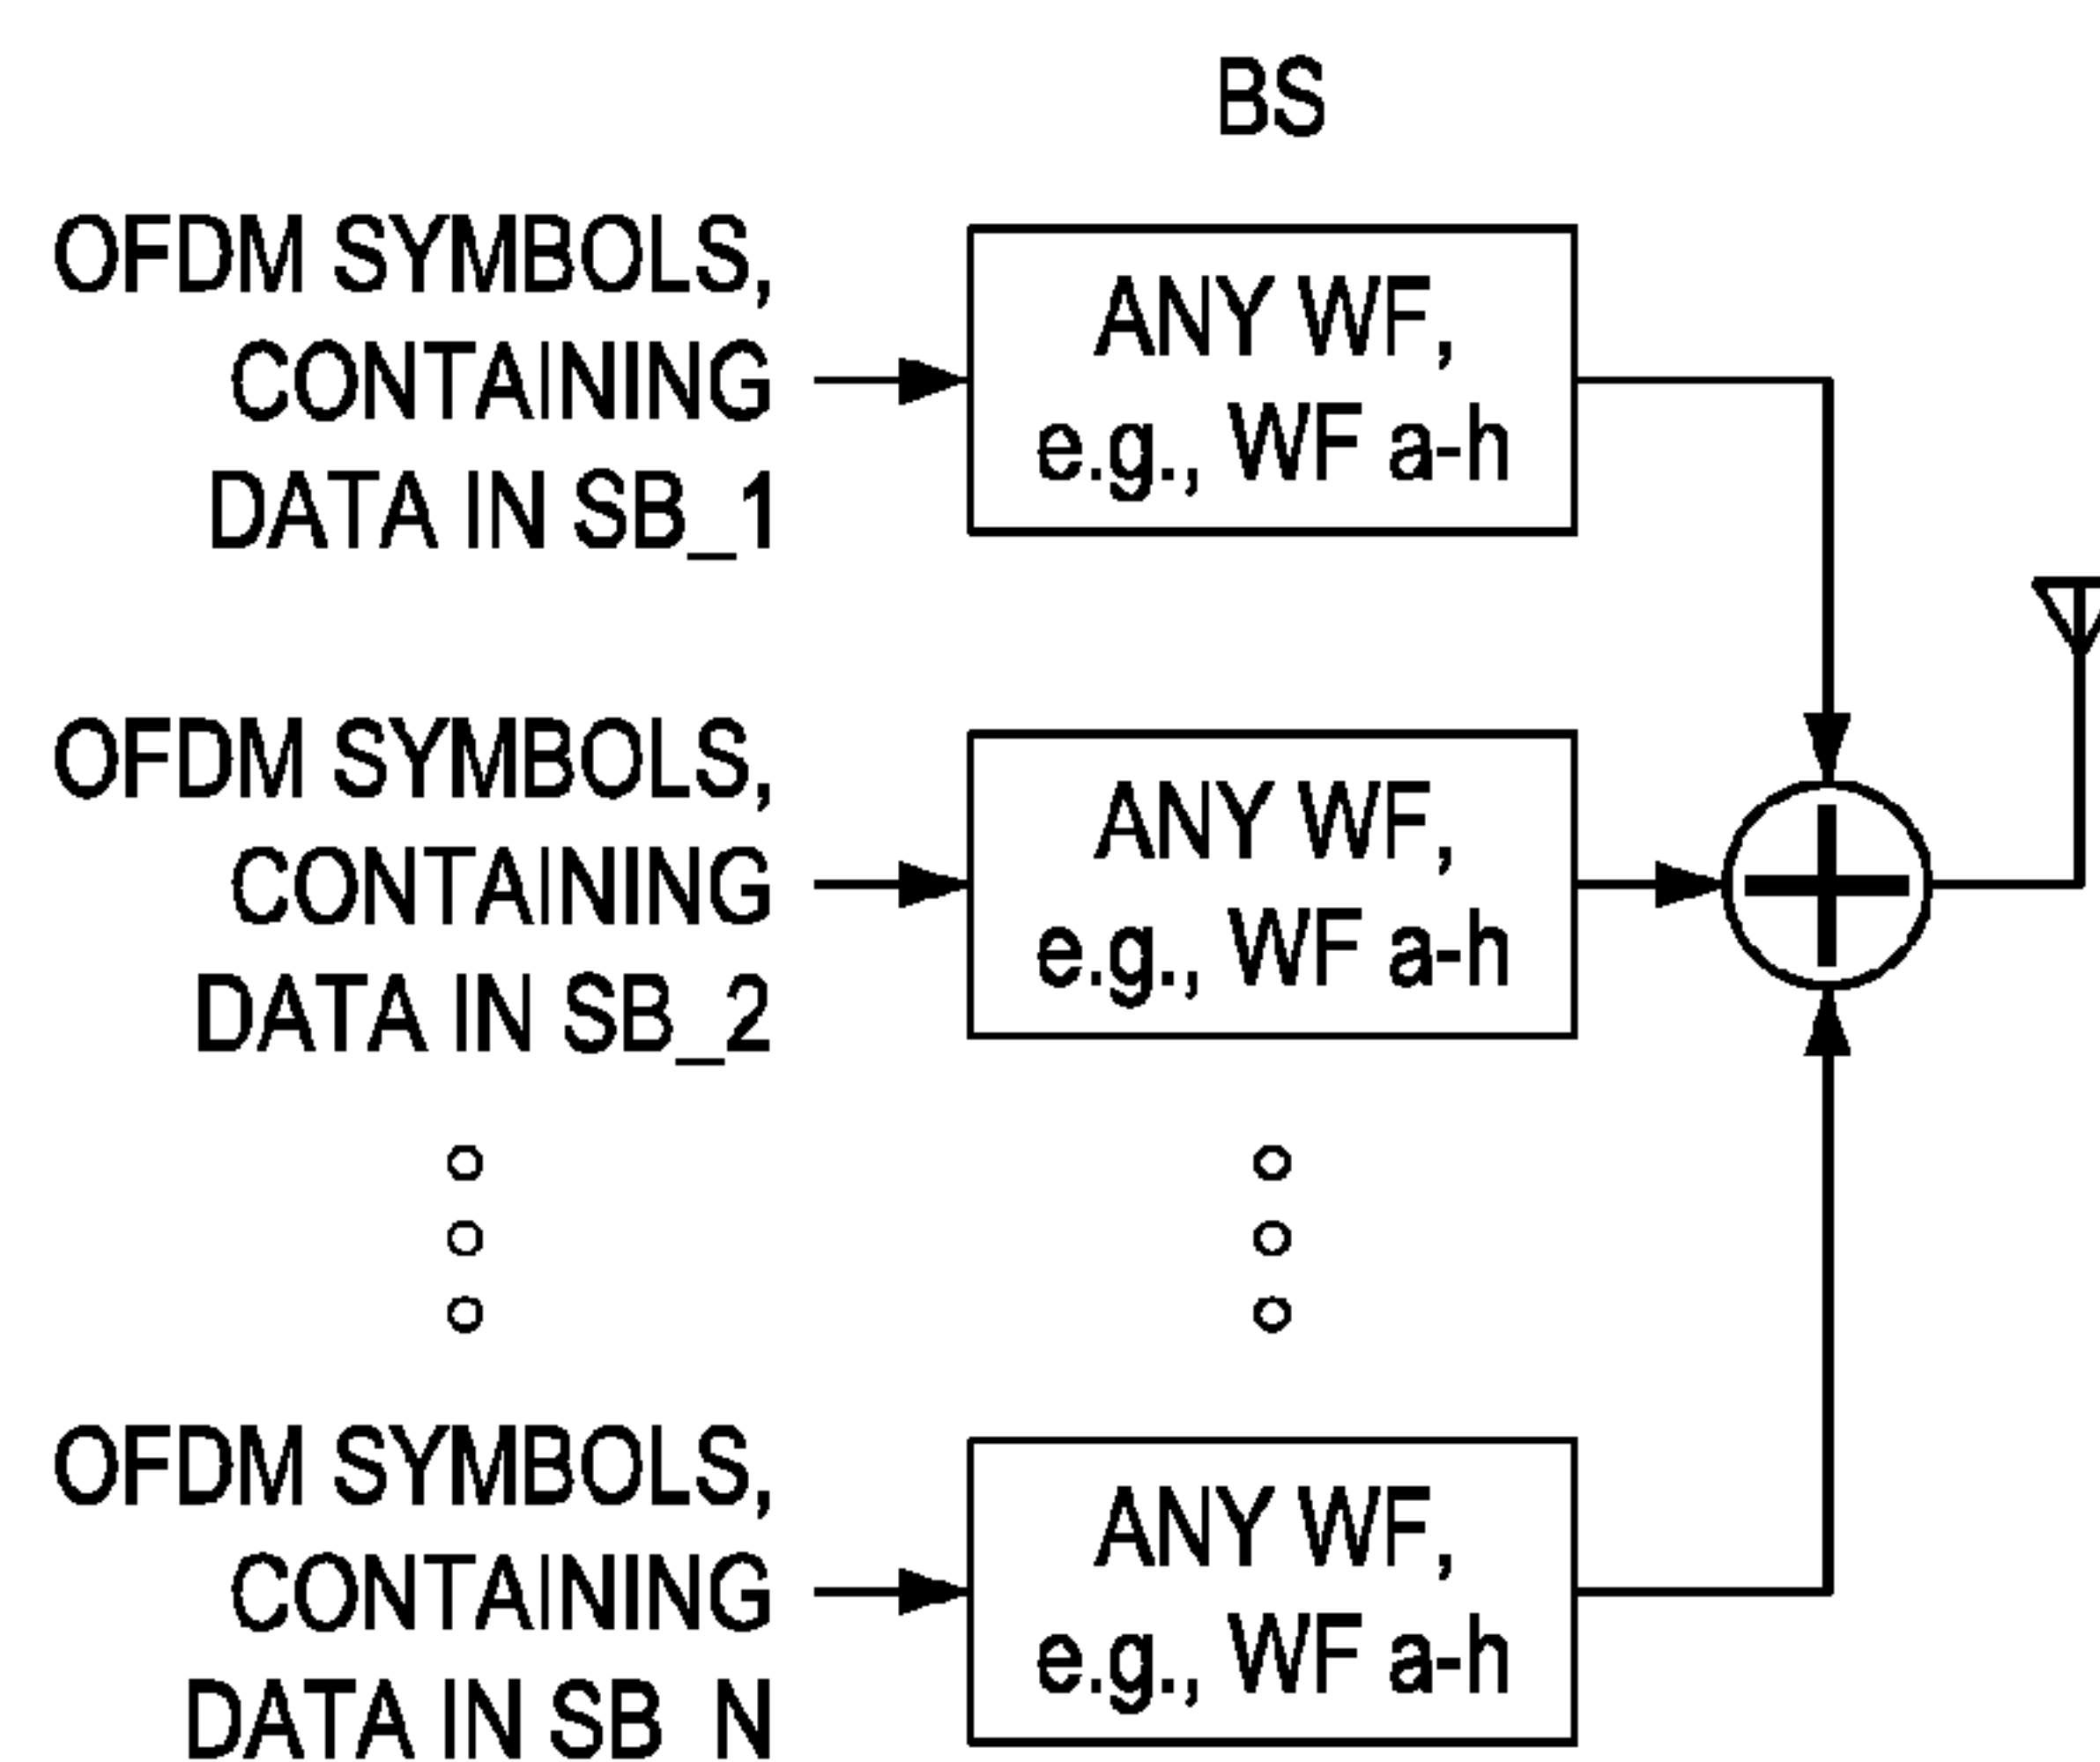 BS
OFDM SYMBOLS,
CONTAINING
DATA IN SB_1
ANY WF,
e.g., WF a-h
OFDM SYMBOLS,
CONTAINING
DATA IN SB_2
ANY WF,
e.g., WF a-h
OFDM SYMBOLS,
CONTAINING
DATA IN SB N
ANY WF,
e.g., WF a-h